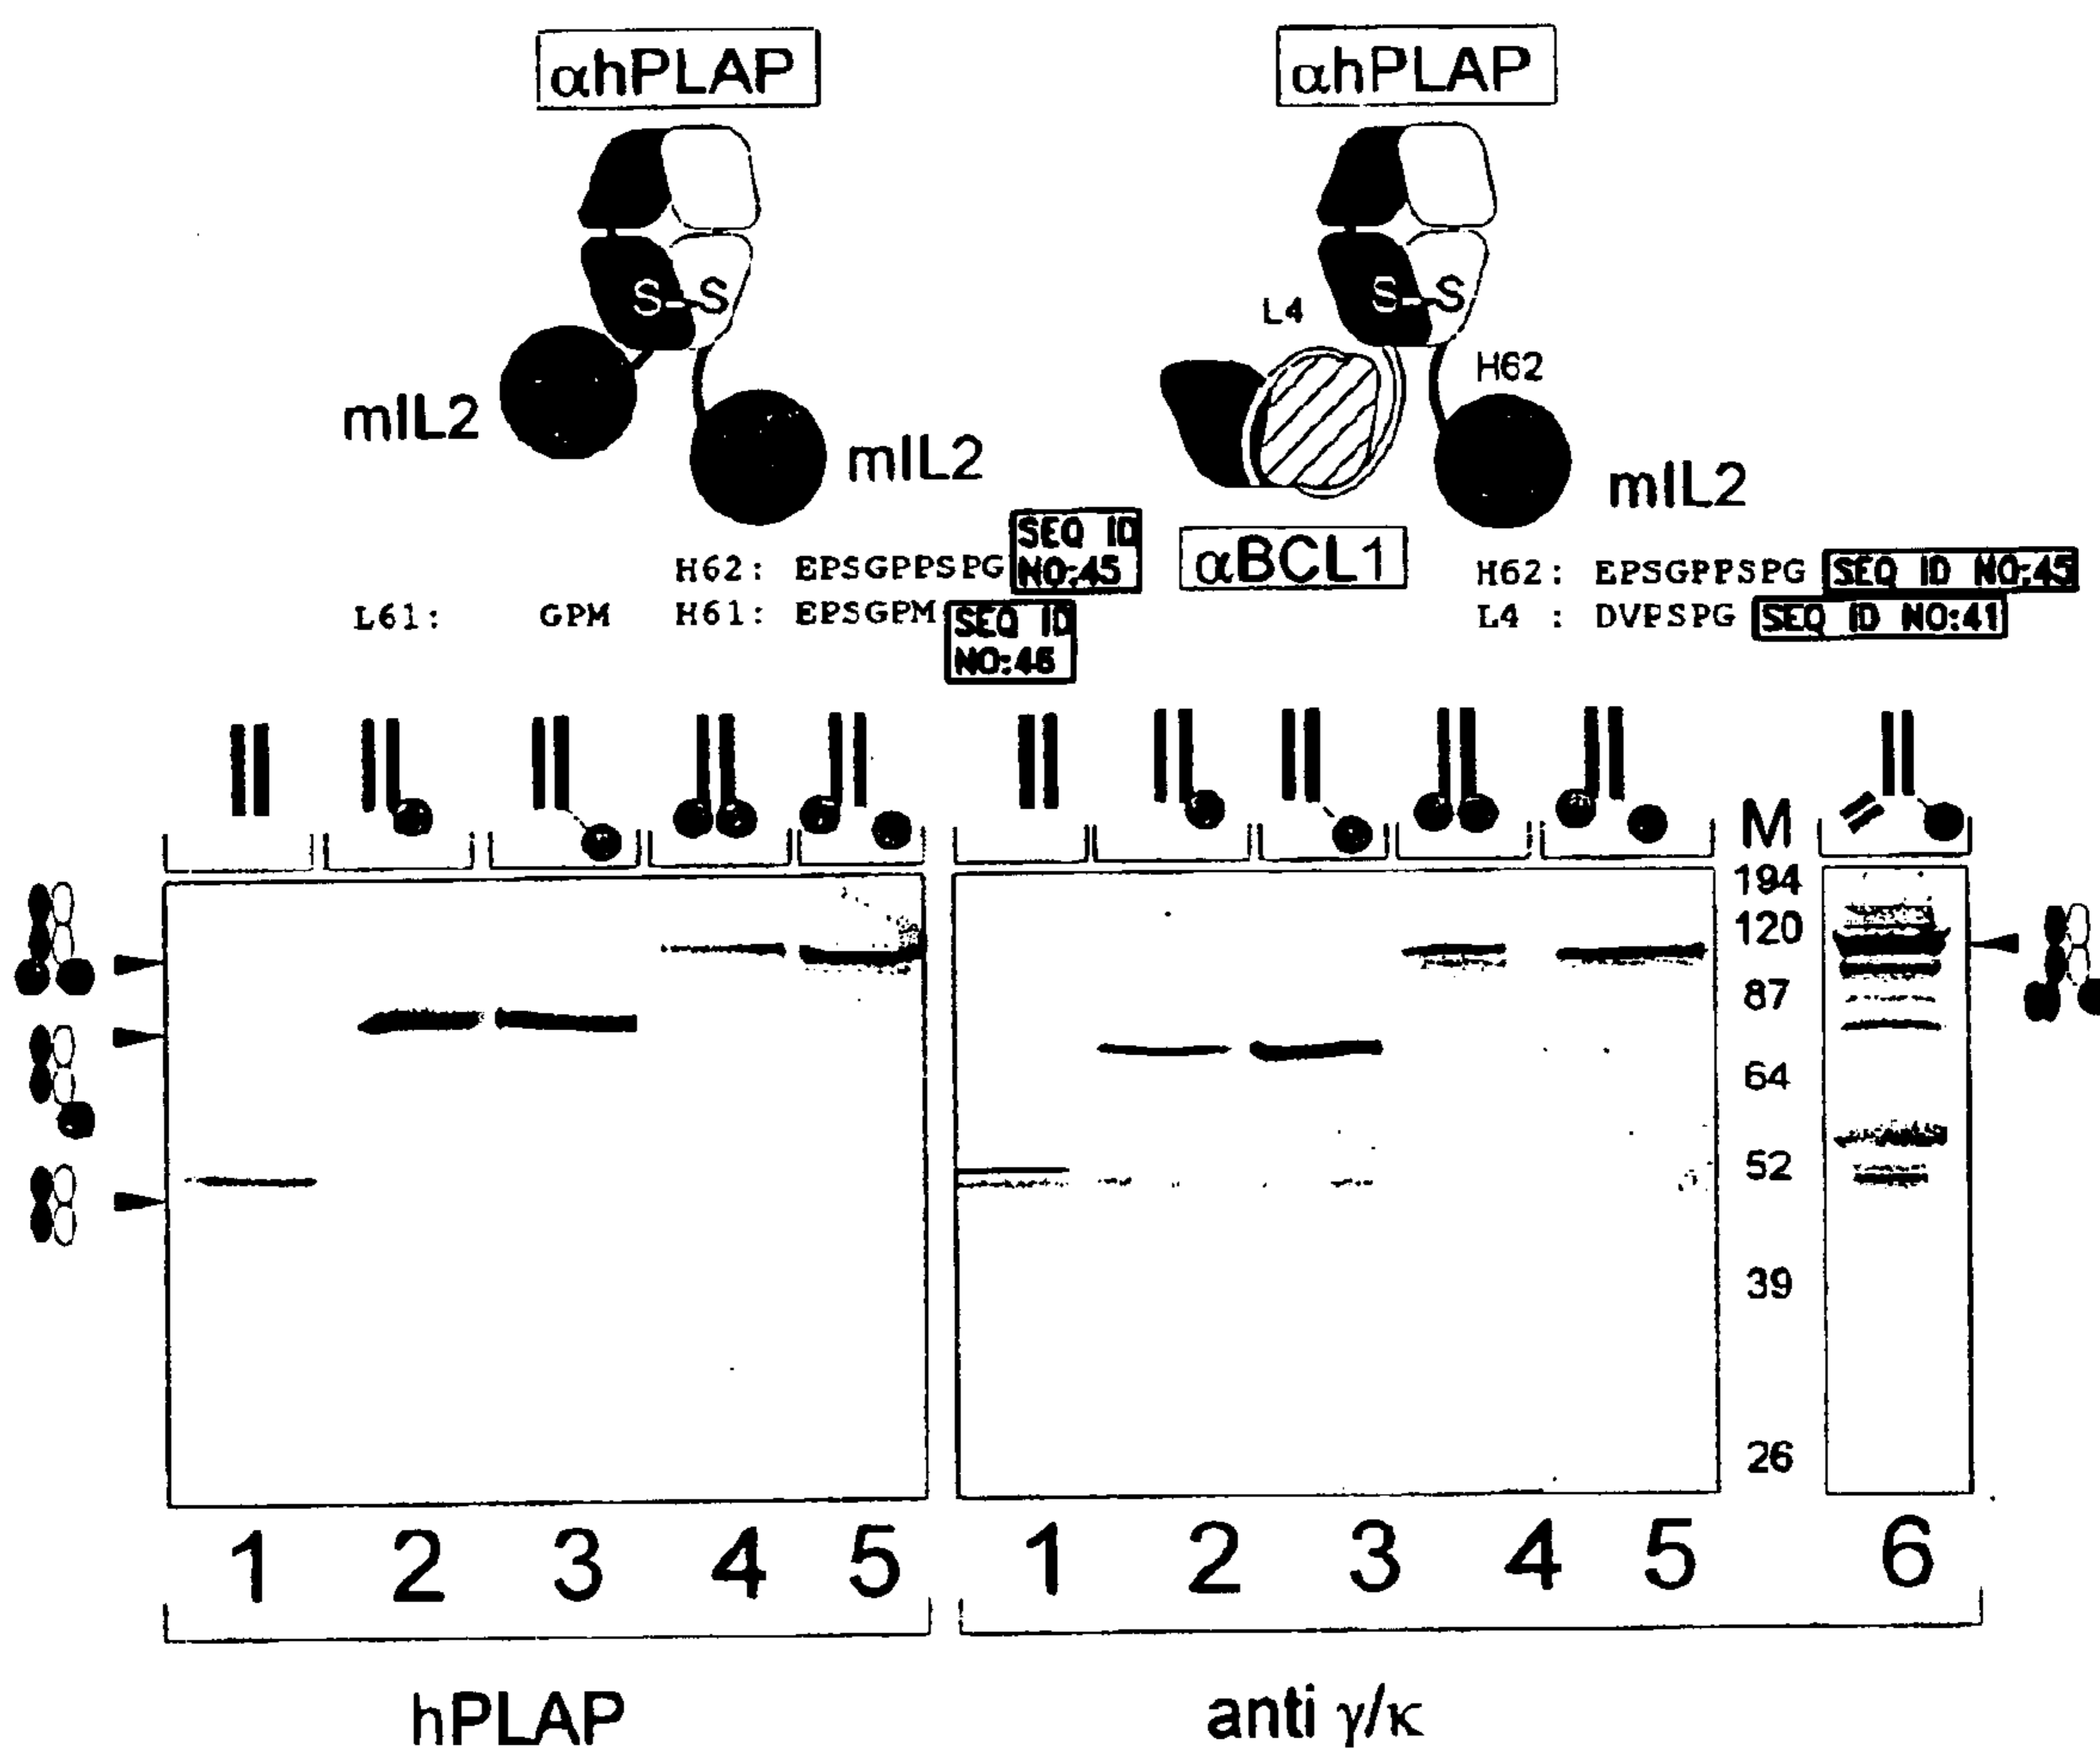 αhPLAP αhPLAP
S-S S-S
L4
H62
mIL2 mIL2 mIL2
αBCL1
H62: EPSGPPSPG SEQ ID NO:45
L61: GPM H61: EPSGPM SEQ ID NO:46
H62: EPSGPPSPG SEQ ID NO:45
L4 : DVPSPG SEQ ID NO:41
M
194
120
87
64
52
39
26
1 2 3 4 5 1 2 3 4 5 6
hPLAP anti γ/κ